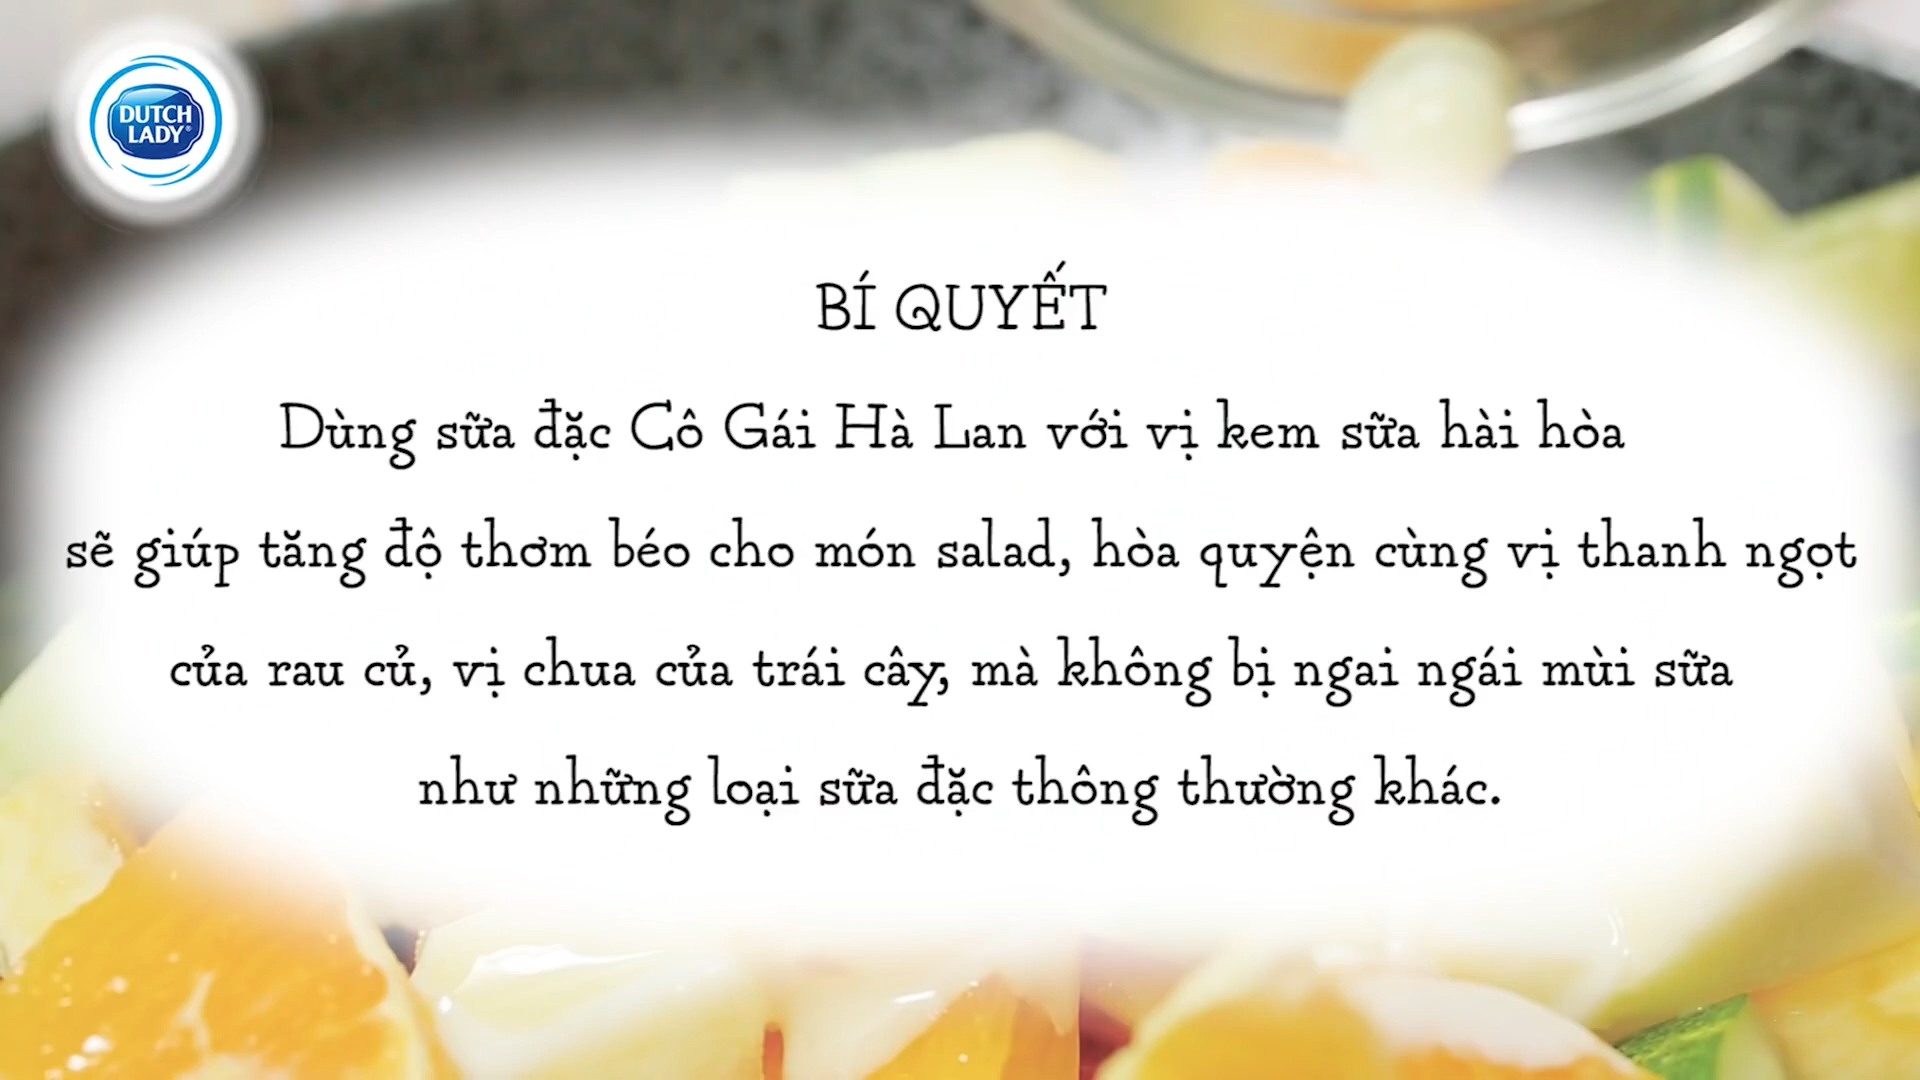 DUTCH
LADY®
BÍ QUYẾT
Dùng sữa đặc Cô Gái Hà Lan với vị kem sữa hài hòa
sẽ giúp tăng độ thơm béo cho món salad, hòa quyện cùng vị thanh ngọt
của rau củ, vị chua của trái cây, mà không bị ngai ngái mùi sữa
như những loại sữa đặc thông thường khác.